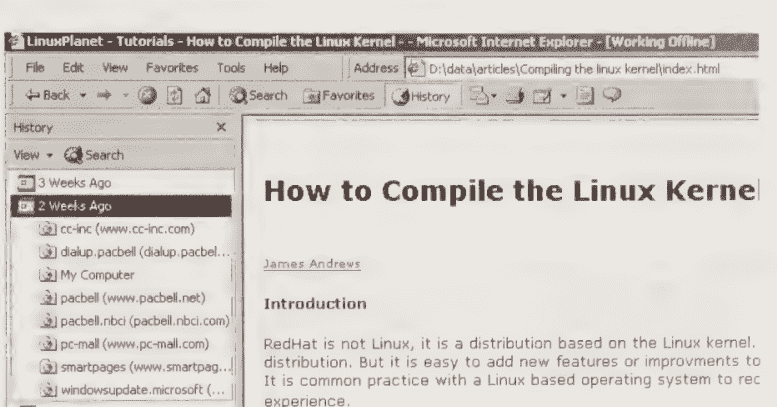 LinuxPlanet - Tutorials - How to Compile the Linux Kernel - - Microsoft Internet Explorer - [Working Offline]
File Edit View Favorites Tools Help Address D:\data\articles\Compiling the linux kernel\index.html
Back Search Favorites History
History
View Search
3 Weeks Ago
2 Weeks Ago
cc-inc (www.cc-inc.com)
dialup.pacbell (dialup.pacbel...
My Computer
pacbell (www.pacbell.net)
pacbell.nbci (pacbell.nbci.com)
pc-mall (www.pc-mall.com)
smartpages (www.smartpag...
windowsupdate.microsoft (...
How to Compile the Linux Kernel
James Andrews
Introduction
RedHat is not Linux, it is a distribution based on the Linux kernel.
distribution. But it is easy to add new features or improvments to
It is common practice with a Linux based operating system to rec
experience.